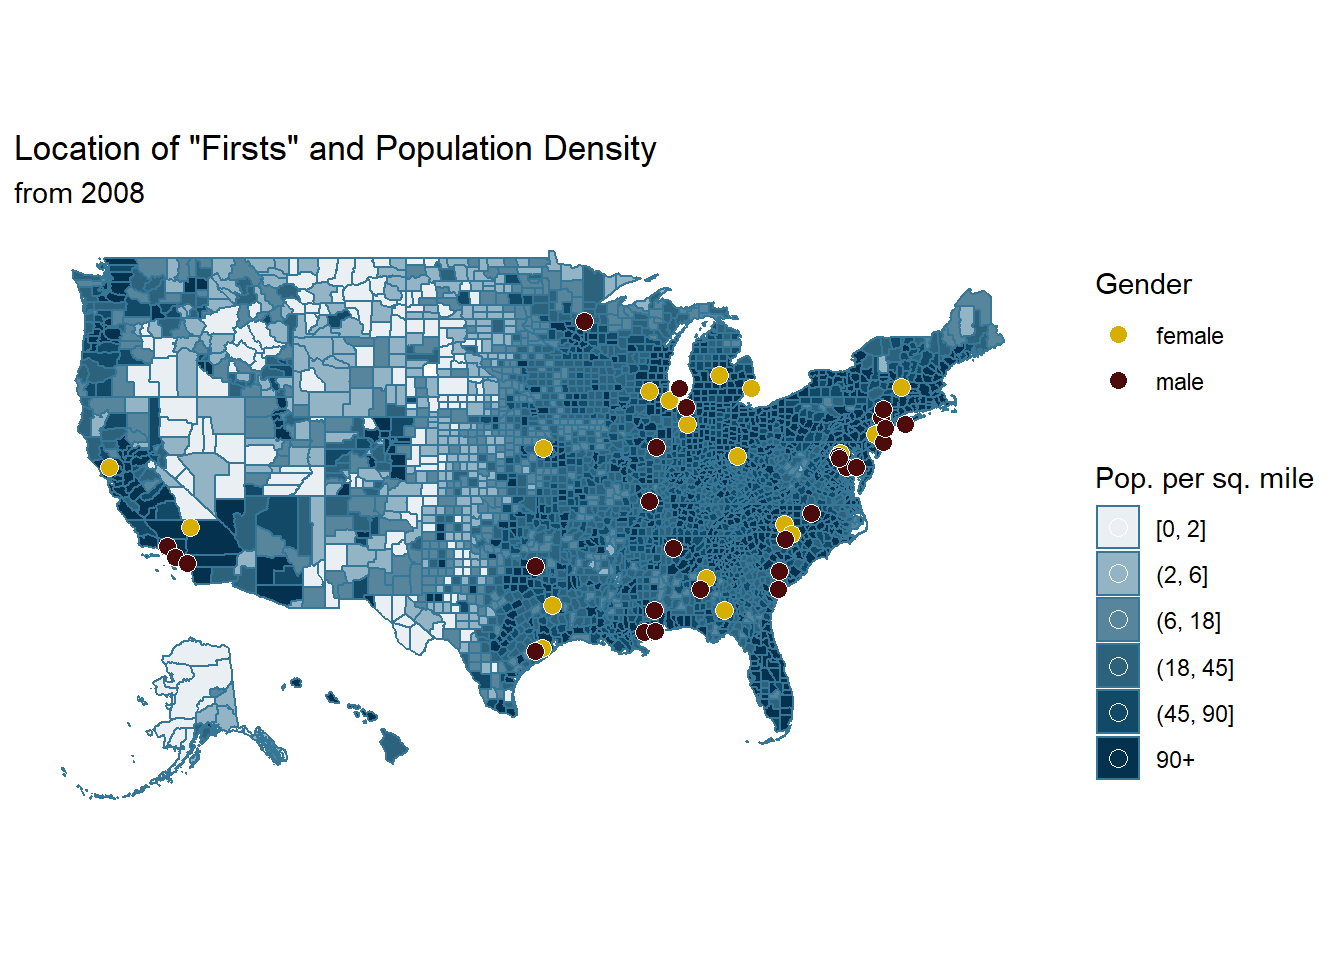 Location of "Firsts" and Population Density
from 2008
Gender
female
male
Pop. per sq. mile
[0, 2]
(2, 6]
(6, 18]
(18, 45]
(45, 90]
90+